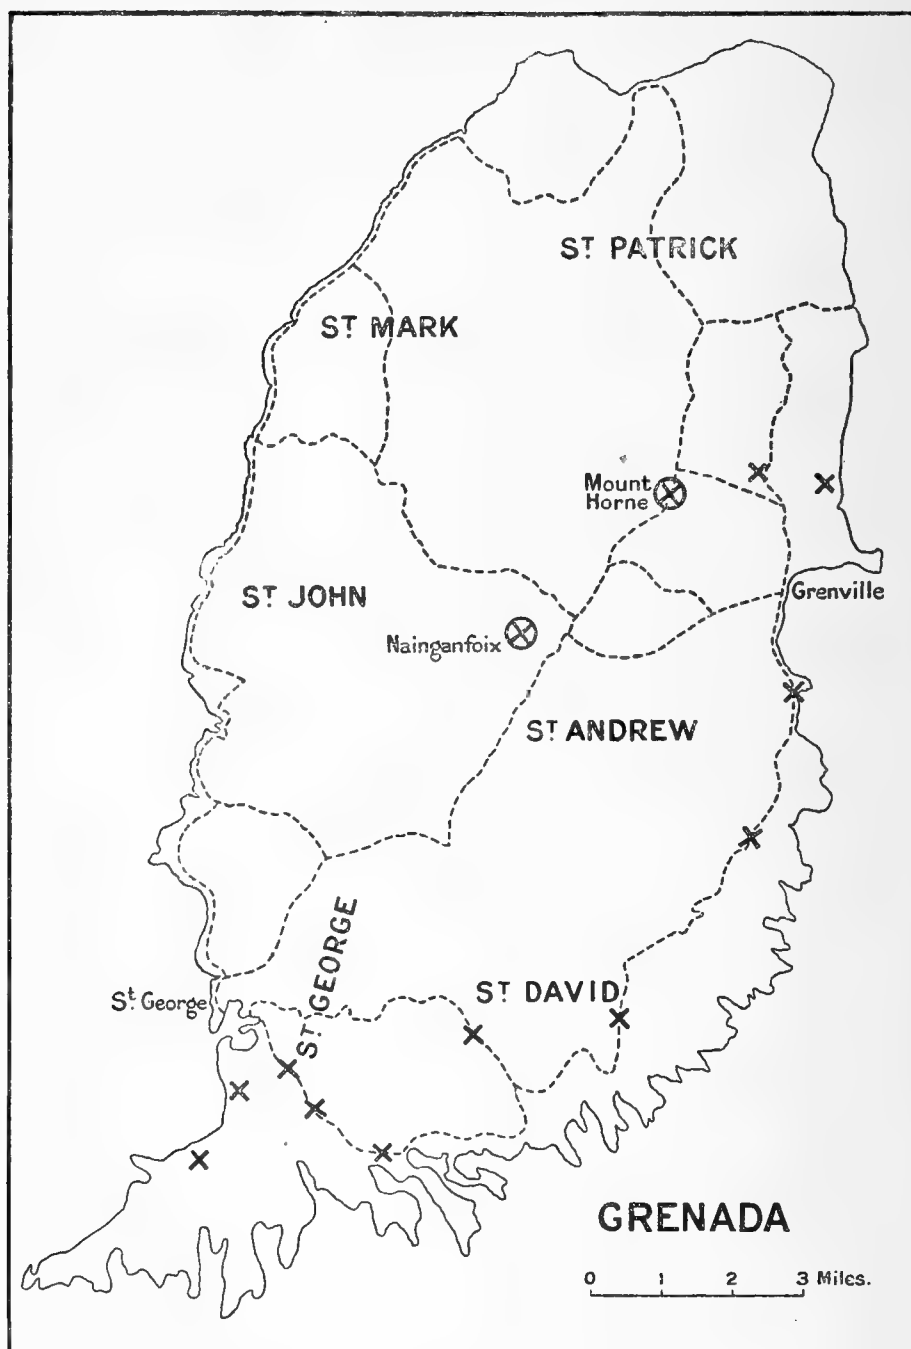 ST PATRICK
ST MARK
Mount
Horne
ST JOHN
Grenville
Nainganfoix
ST ANDREW
ST GEORGE
ST DAVID
St George
GRENADA
0 1 2 3 Miles.